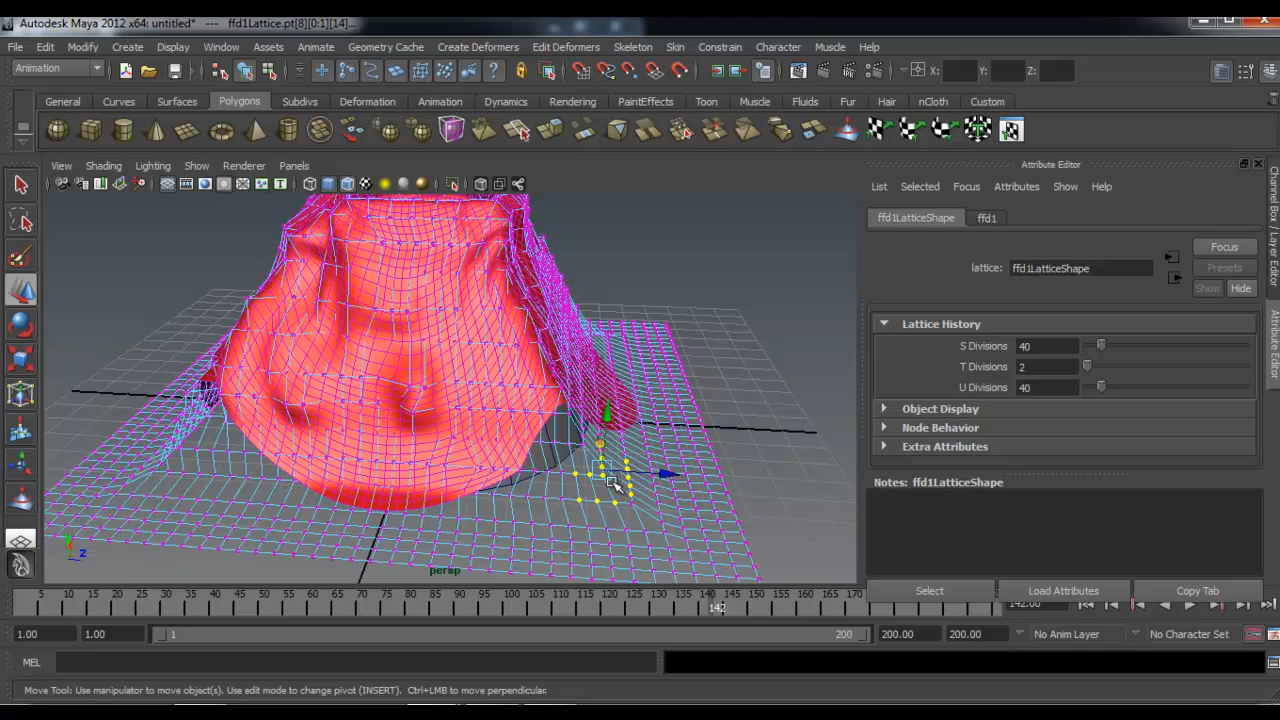 Autodesk Maya 2012 x64: untitled* --- ffd1Lattice.pt[8][0:1][14]...
File Edit Modify Create Display Window Assets Animate Geometry Cache Create Deformers Edit Deformers Skeleton Skin Constrain Character Muscle Help
Animation X: Y: Z:
General Curves Surfaces Polygons Subdivs Deformation Animation Dynamics Rendering PaintEffects Toon Muscle Fluids Fur Hair nCloth Custom
View Shading Lighting Show Renderer Panels
Attribute Editor
List Selected Focus Attributes Show Help
ffd1LatticeShape ffd1
Focus
lattice: ffd1LatticeShape
Presets
Show Hide
Lattice History
S Divisions 40
T Divisions 2
U Divisions 40
Object Display
Node Behavior
Extra Attributes
Notes: ffd1LatticeShape
Select Load Attributes Copy Tab
Channel Box / Layer Editor
Attribute Editor
y z
persp
5 10 15 20 25 30 35 40 45 50 55 60 65 70 75 80 85 90 95 100 105 110 115 120 125 130 135 140 145 150 155 160 165 170
142
142.00
1.00 1.00 1 200 200.00 200.00 No Anim Layer No Character Set
MEL
Move Tool: Use manipulator to move object(s). Use edit mode to change pivot (INSERT). Ctrl+LMB to move perpendicular.